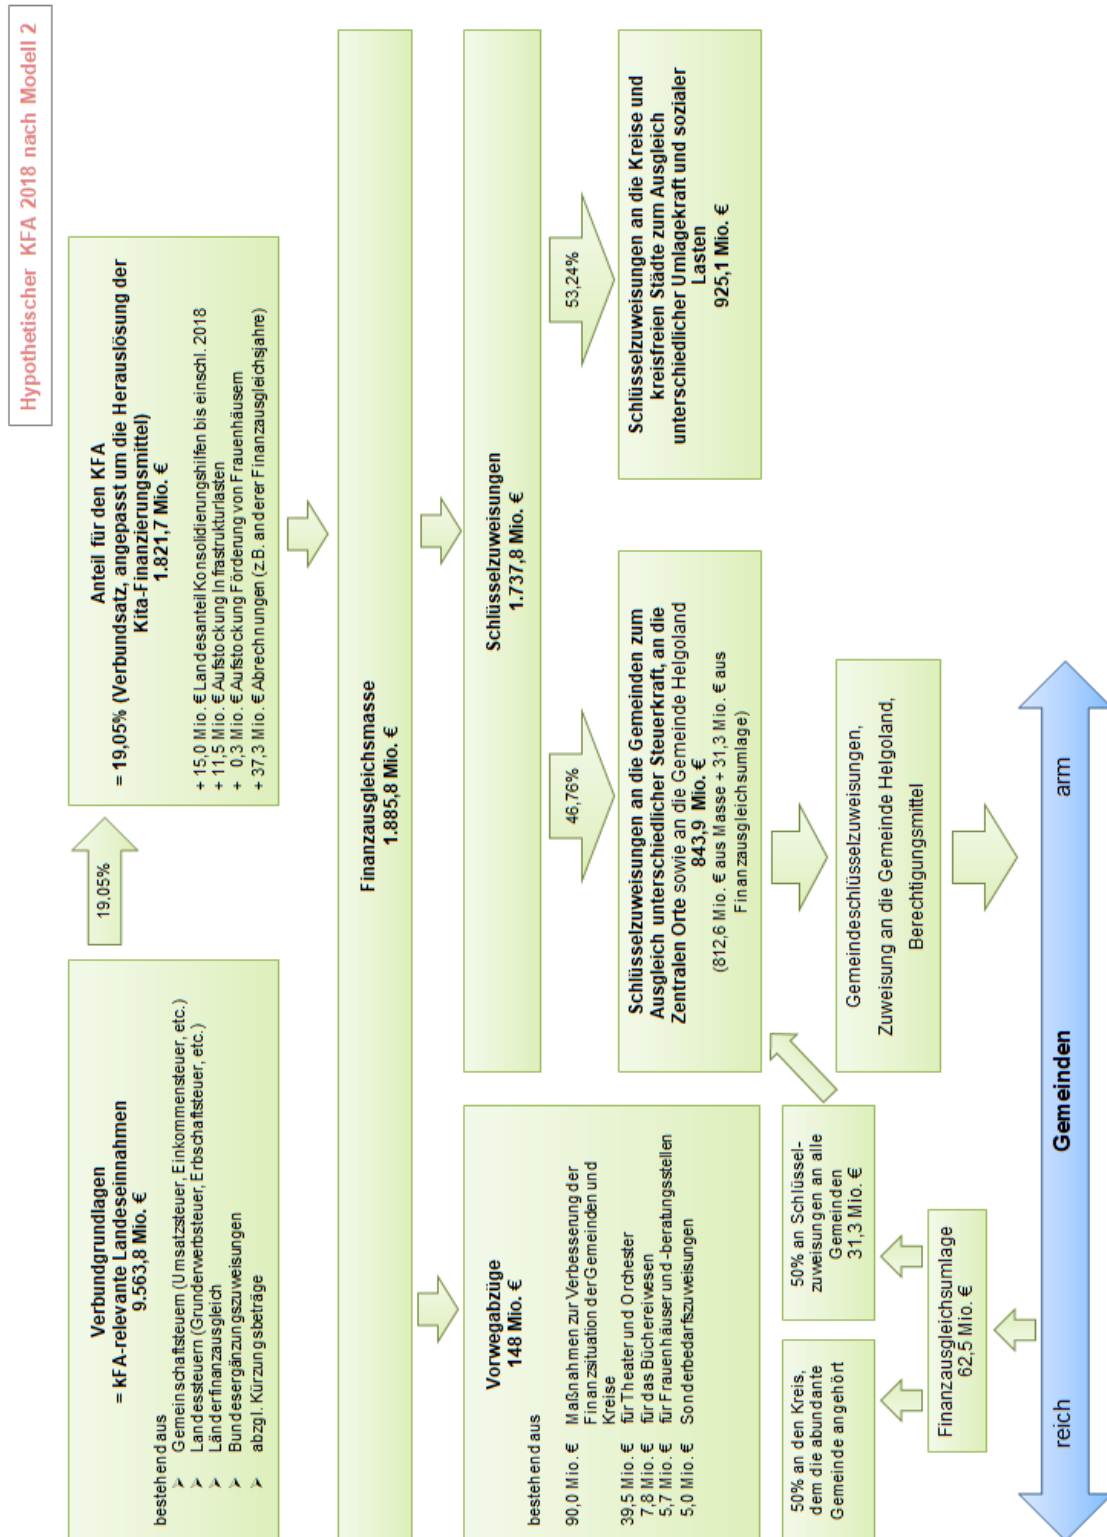 Hypothetischer KFA 2018 nach Modell 2
Verbundgrundlagen
= kFA-relevante Landeseinnahmen
9.563,8 Mio. €
bestehend aus
➢ Gemeinschaftsteuern (Umsatzsteuer, Einkommensteuer, etc.)
➢ Landessteuern (Grunderwerbsteuer, Erbschaftsteuer, etc.)
➢ Länderfinanzausgleich
➢ Bundesergänzungszuweisungen
➢ abzgl. Kürzungsbeträge
19,05%
Anteil für den KFA
= 19,05% (Verbundsatz, angepasst um die Herauslösung der
Kita-Finanzierungsmittel)
1.821,7 Mio. €
+ 15,0 Mio. € Landesanteil Konsolidierungshilfen bis einschl. 2018
+ 11,5 Mio. € Aufstockung Infrastrukturlasten
+ 0,3 Mio. € Aufstockung Förderung von Frauenhäusern
+ 37,3 Mio. € Abrechnungen (z.B. anderer Finanzausgleichsjahre)
Finanzausgleichsmasse
1.885,8 Mio. €
Vorwegabzüge
148 Mio. €
bestehend aus
90,0 Mio. € Maßnahmen zur Verbesserung der
Finanzsituation der Gemeinden und
Kreise
39,5 Mio. € für Theater und Orchester
7,8 Mio. € für das Büchereiwesen
5,7 Mio. € für Frauenhäuser und -beratungsstellen
5,0 Mio. € Sonderbedarfszuweisungen
Schlüsselzuweisungen
1.737,8 Mio. €
46,76%
53,24%
Schlüsselzuweisungen an die Gemeinden zum
Ausgleich unterschiedlicher Steuerkraft, an die
Zentralen Orte sowie an die Gemeinde Helgoland
843,9 Mio. €
(812,6 Mio. € aus Masse + 31,3 Mio. € aus
Finanzausgleichsumlage)
Schlüsselzuweisungen an die Kreise und
kreisfreien Städte zum Ausgleich
unterschiedlicher Umlagekraft und sozialer
Lasten
925,1 Mio. €
50% an den Kreis,
dem die abundante
Gemeinde angehört
50% an Schlüssel-
zuweisungen an alle
Gemeinden
31,3 Mio. €
Gemeindeschlüsselzuweisungen,
Zuweisung an die Gemeinde Helgoland,
Berechtigungsmittel
Finanzausgleichsumlage
62,5 Mio. €
reich
Gemeinden
arm